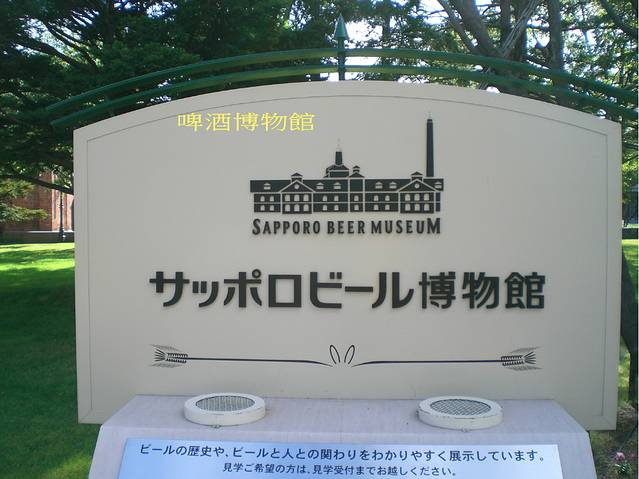 啤酒博物館
SAPPORO BEER MUSEUM
サッポロビール博物館
ビールの歴史や、ビールと人との関わりをわかりやすく展示しています。
見学ご希望の方は、見学受付までお越しください。